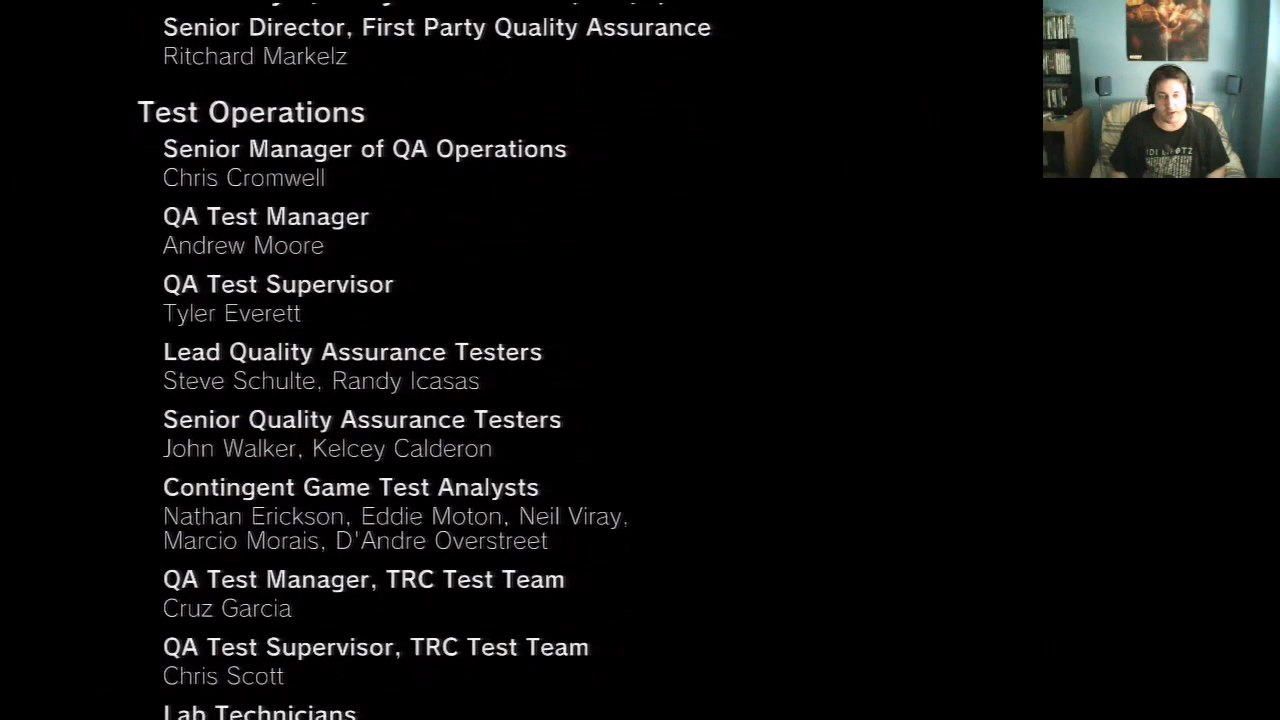 Senior Director, First Party Quality Assurance
Ritchard Markelz
Test Operations
Senior Manager of QA Operations
Chris Cromwell
QA Test Manager
Andrew Moore
QA Test Supervisor
Tyler Everett
Lead Quality Assurance Testers
Steve Schulte, Randy Icasas
Senior Quality Assurance Testers
John Walker, Kelcey Calderon
Contingent Game Test Analysts
Nathan Erickson, Eddie Moton, Neil Viray,
Marcio Morais, D'Andre Overstreet
QA Test Manager, TRC Test Team
Cruz Garcia
QA Test Supervisor, TRC Test Team
Chris Scott
Lab Technicians